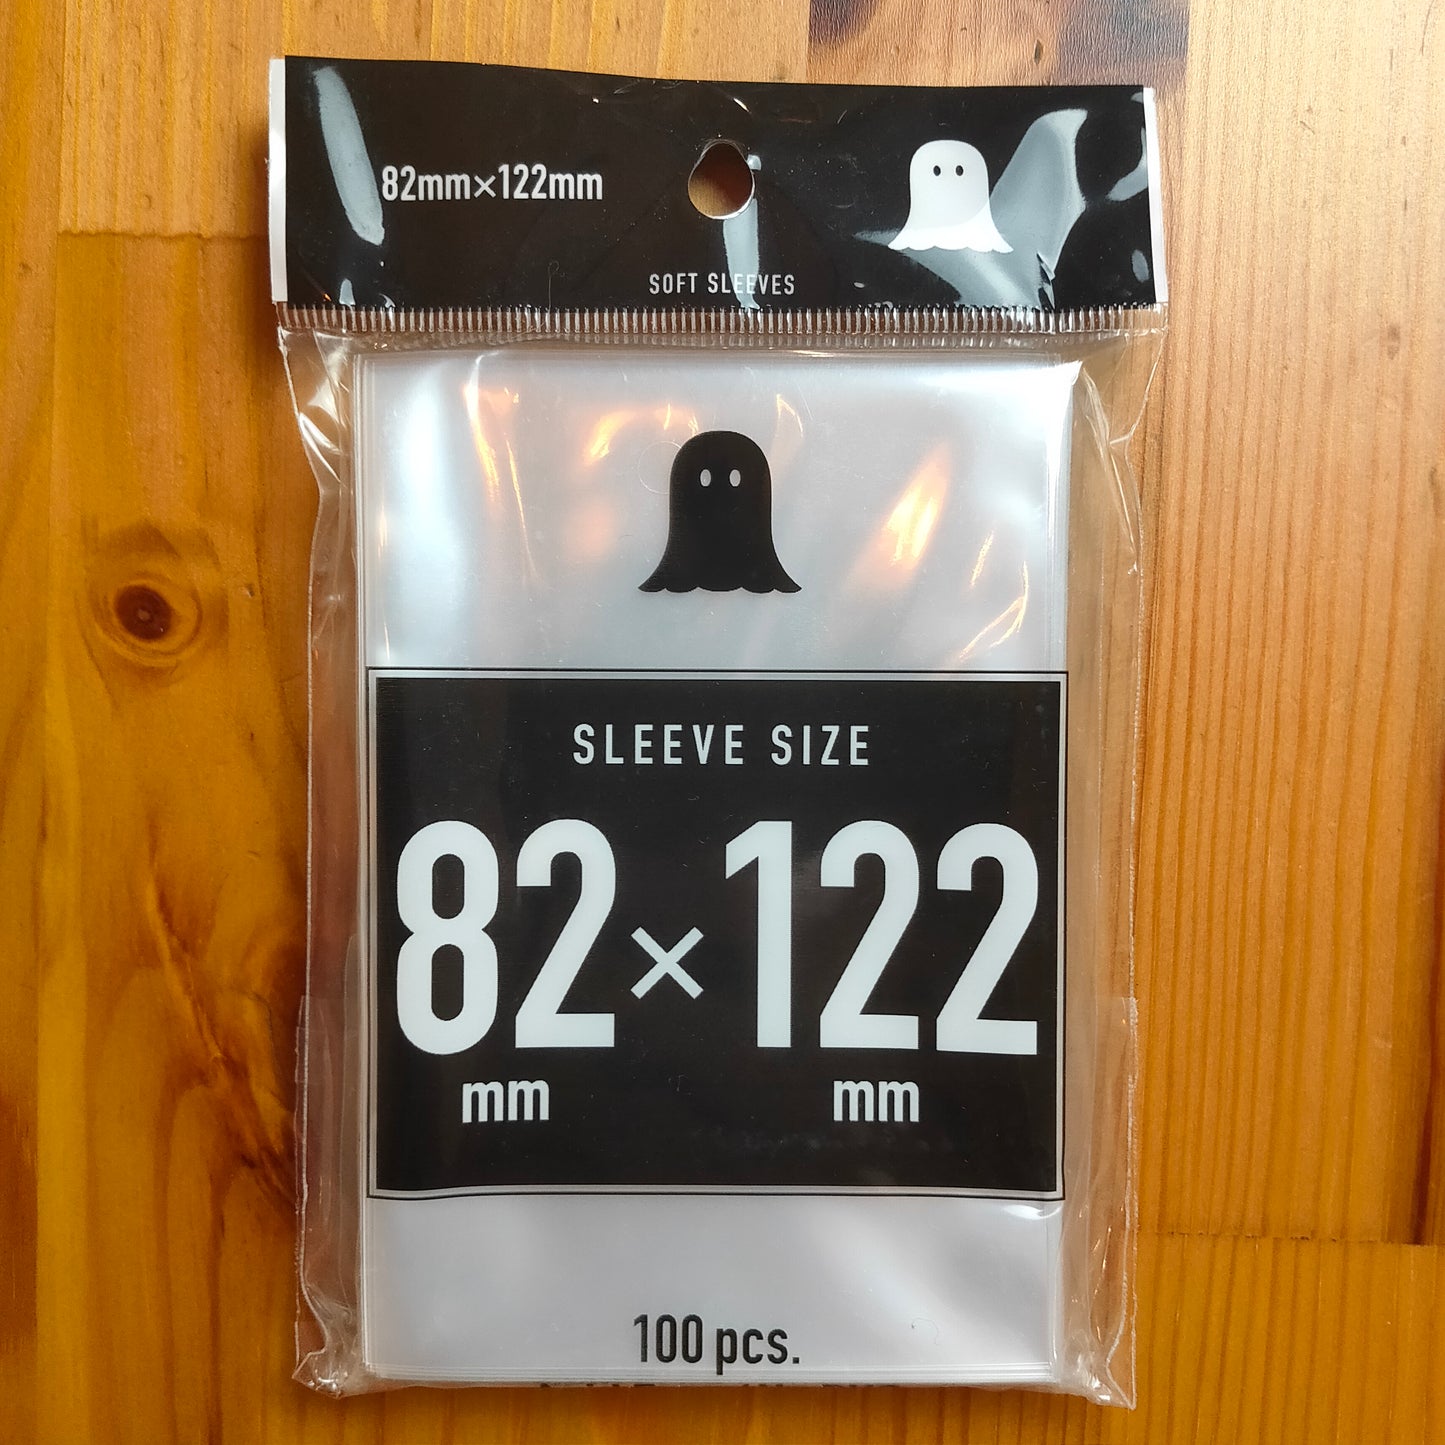 82mm×122mm
SOFT SLEEVES
SLEEVE SIZE
82×122
mm mm
100 pcs.